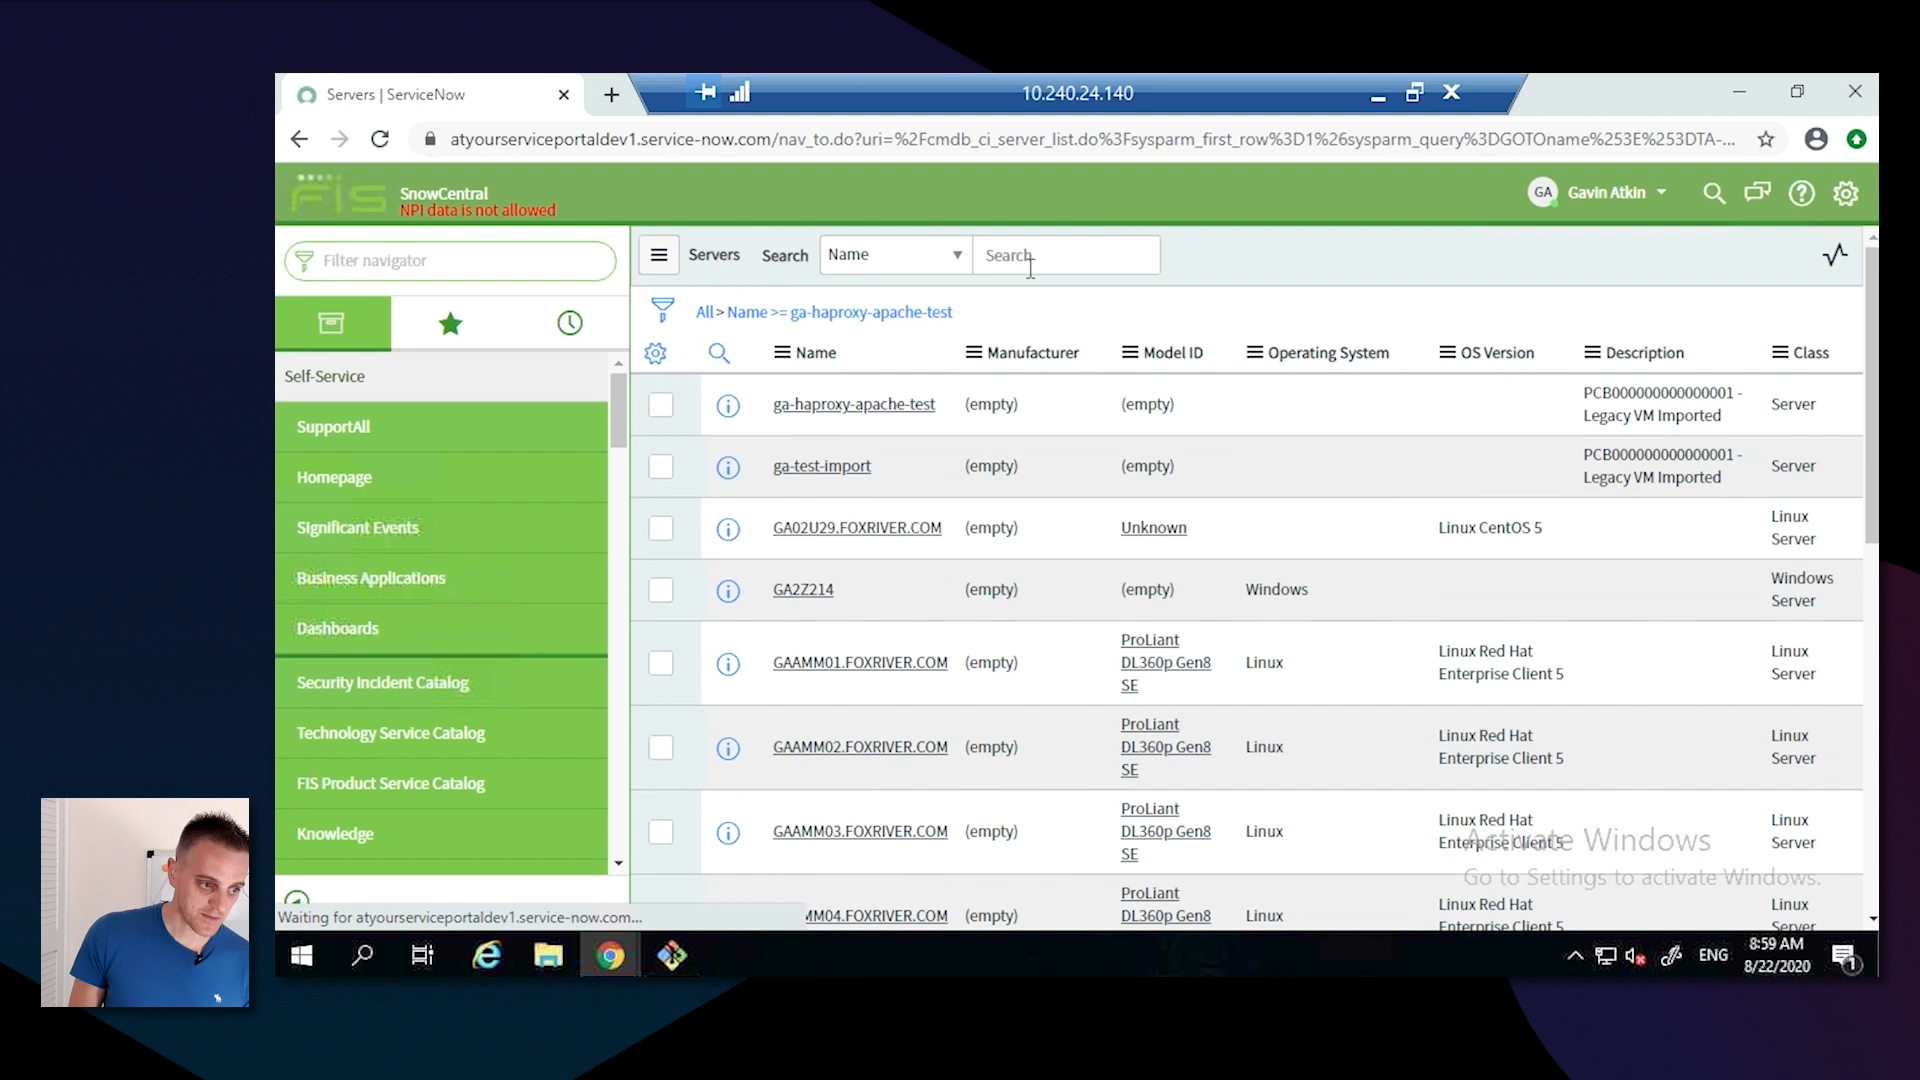 Servers | ServiceNow
10.240.24.140
atyourserviceportaldev1.service-now.com/nav_to.do?uri=%2Fcmdb_ci_server_list.do%3Fsysparm_first_row%3D1%26sysparm_query%3DGOTOname%253E%253DTA-...
FIS
SnowCentral
NPI data is not allowed
GA
Gavin Atkin
Filter navigator
Servers
Search
Name
Search
All > Name >= ga-haproxy-apache-test
Self-Service
SupportAll
Homepage
Significant Events
Business Applications
Dashboards
Security Incident Catalog
Technology Service Catalog
FIS Product Service Catalog
Knowledge
Name Manufacturer Model ID Operating System OS Version Description Class
ga-haproxy-apache-test (empty) (empty) PCB000000000000001 - Server
Legacy VM Imported
ga-test-import (empty) (empty) PCB000000000000001 - Server
Legacy VM Imported
GA02U29.FOXRIVER.COM (empty) Unknown Linux CentOS 5 Linux
Server
GA2Z214 (empty) (empty) Windows Windows
Server
ProLiant
GAAMM01.FOXRIVER.COM (empty) DL360p Gen8 Linux Linux Red Hat Linux
SE Enterprise Client 5 Server
ProLiant
GAAMM02.FOXRIVER.COM (empty) DL360p Gen8 Linux Linux Red Hat Linux
SE Enterprise Client 5 Server
ProLiant
GAAMM03.FOXRIVER.COM (empty) DL360p Gen8 Linux Linux Red Hat Linux
SE Enterprise Client 5 Server
ProLiant
MM04.FOXRIVER.COM (empty) DL360p Gen8 Linux Linux Red Hat Linux
Enterprise Client 5 Server
Activate Windows
Go to Settings to activate Windows.
Waiting for atyourserviceportaldev1.service-now.com...
ENG
8:59 AM
8/22/2020
1